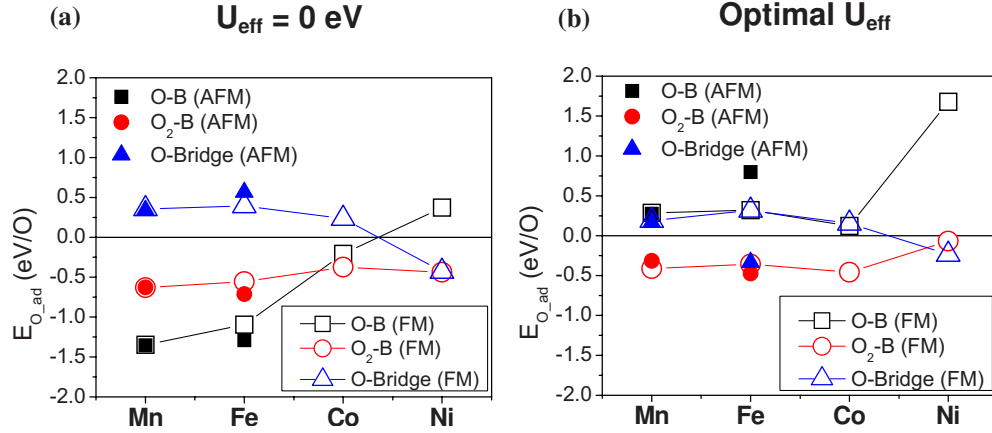 (a) U_eff = 0 eV
2.0
1.5
1.0
0.5
0.0
-0.5
-1.0
-1.5
-2.0
E_O_ad (eV/O)
O-B (AFM)
O₂-B (AFM)
O-Bridge (AFM)
O-B (FM)
O₂-B (FM)
O-Bridge (FM)
Mn Fe Co Ni
(b) Optimal U_eff
2.0
1.5
1.0
0.5
0.0
-0.5
-1.0
-1.5
-2.0
E_O_ad (eV/O)
O-B (AFM)
O₂-B (AFM)
O-Bridge (AFM)
O-B (FM)
O₂-B (FM)
O-Bridge (FM)
Mn Fe Co Ni